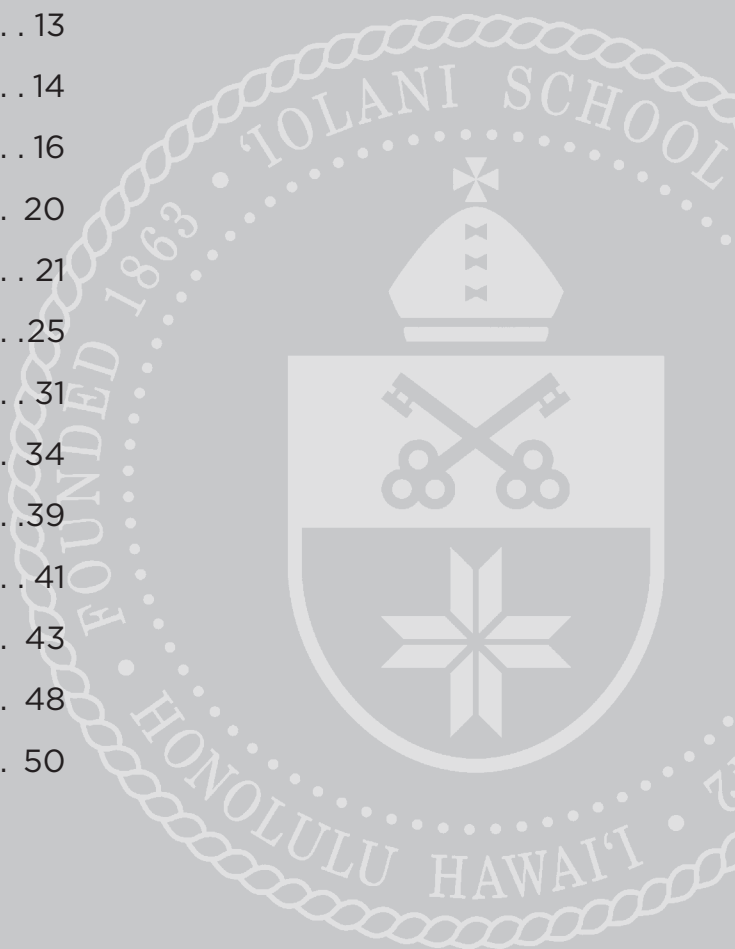 . . 13
. . 14
. . 16
. 20
. . 21
. .25
. . 31
. 34
. .39
. . 41
. 43
. 48
. 50
FOUNDED 1863 • ‘IOLANI SCHOOL
• HONOLULU HAWAI‘I •